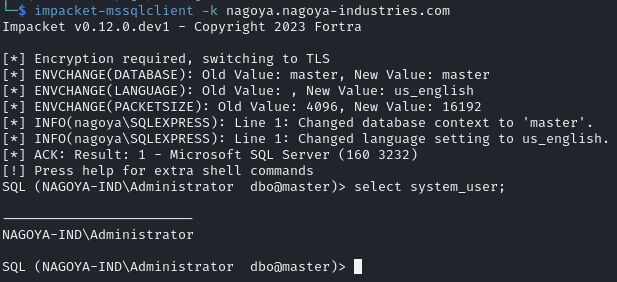 └─$ impacket-mssqlclient -k nagoya.nagoya-industries.com
Impacket v0.12.0.dev1 - Copyright 2023 Fortra
[*] Encryption required, switching to TLS
[*] ENVCHANGE(DATABASE): Old Value: master, New Value: master
[*] ENVCHANGE(LANGUAGE): Old Value: , New Value: us_english
[*] ENVCHANGE(PACKETSIZE): Old Value: 4096, New Value: 16192
[*] INFO(nagoya\SQLEXPRESS): Line 1: Changed database context to 'master'.
[*] INFO(nagoya\SQLEXPRESS): Line 1: Changed language setting to us_english.
[*] ACK: Result: 1 - Microsoft SQL Server (160 3232)
[!] Press help for extra shell commands
SQL (NAGOYA-IND\Administrator  dbo@master)> select system_user;
------------------------
NAGOYA-IND\Administrator
SQL (NAGOYA-IND\Administrator  dbo@master)>